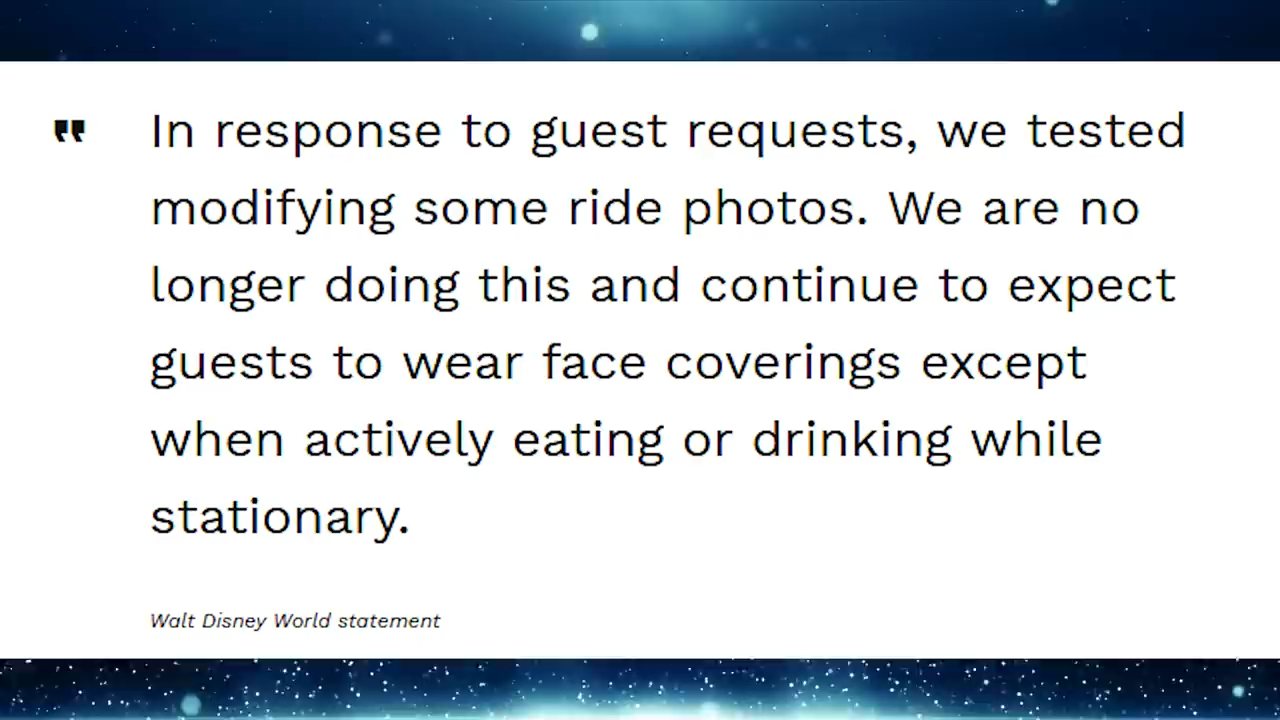 " In response to guest requests, we tested
modifying some ride photos. We are no
longer doing this and continue to expect
guests to wear face coverings except
when actively eating or drinking while
stationary.
Walt Disney World statement